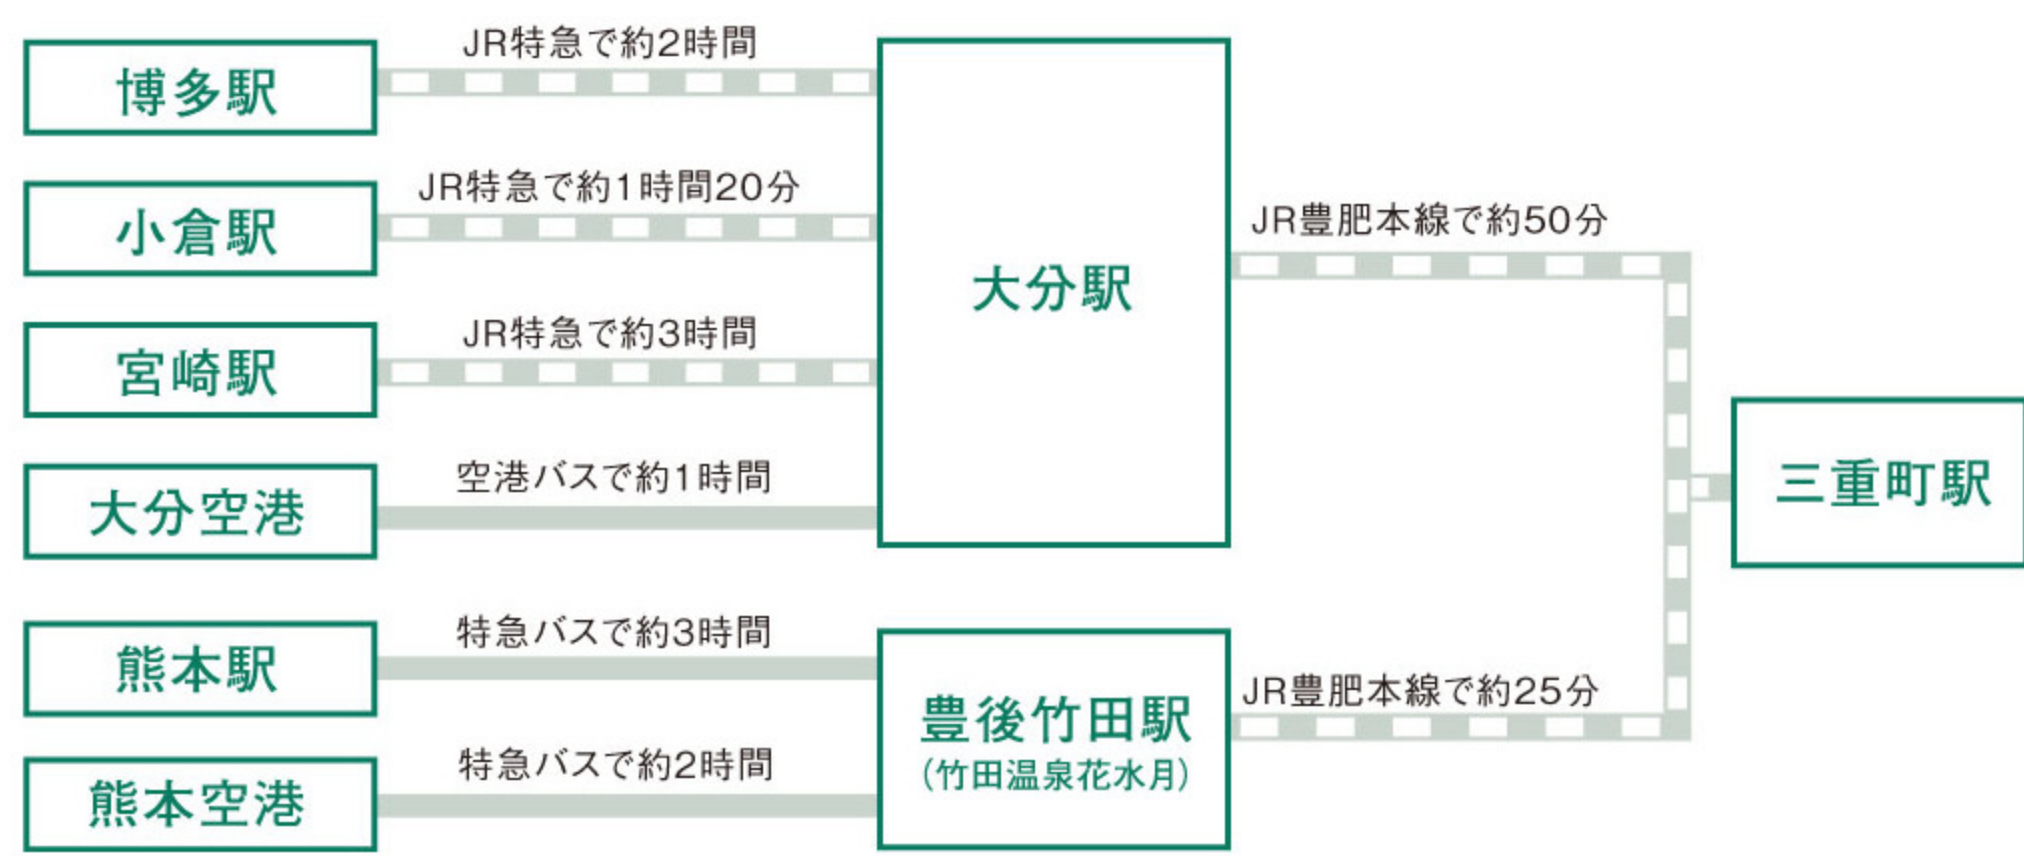 博多駅
JR特急で約2時間
小倉駅
JR特急で約1時間20分
宮崎駅
JR特急で約3時間
大分空港
空港バスで約1時間
大分駅
JR豊肥本線で約50分
熊本駅
特急バスで約3時間
熊本空港
特急バスで約2時間
豊後竹田駅
(竹田温泉花水月)
JR豊肥本線で約25分
三重町駅